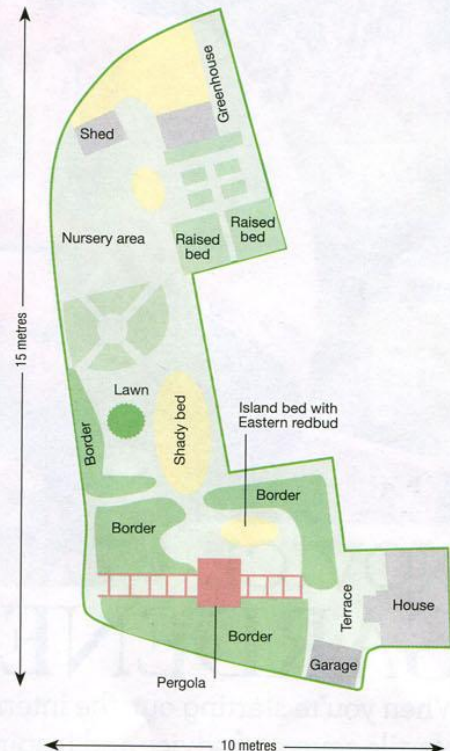 Greenhouse
Shed
Nursery area
Raised
bed
Raised
bed
15 metres
Lawn
Shady bed
Border
Island bed with
Eastern redbud
Border
Border
Terrace
House
Border
Garage
Pergola
10 metres